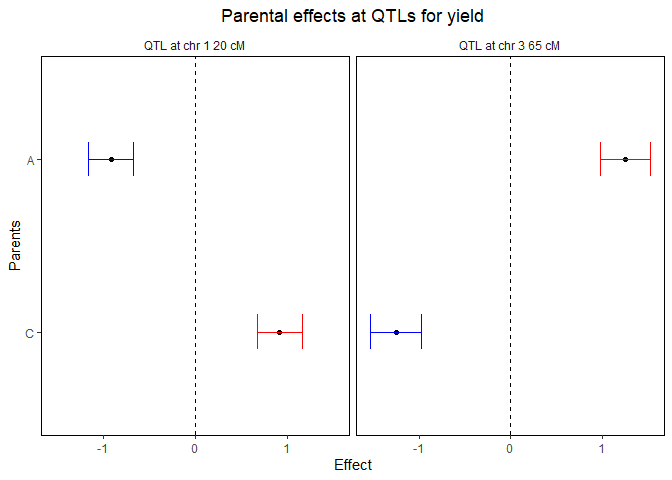 Parental effects at QTLs for yield
QTL at chr 1 20 cM
QTL at chr 3 65 cM
Parents
A
C
-1
0
1
-1
0
1
Effect